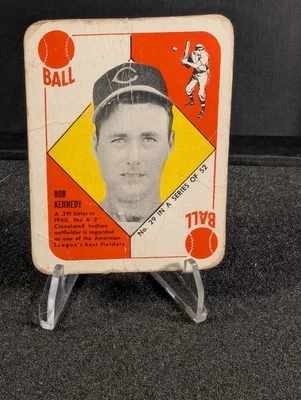 BALL
BOB
KENNEDY
A .291 hitter in
1950, the 6'2"
Cleveland Indian
outfielder is regarded
as one of the American
League's best fielders.
No. 29 IN A SERIES OF 52
BALL
C